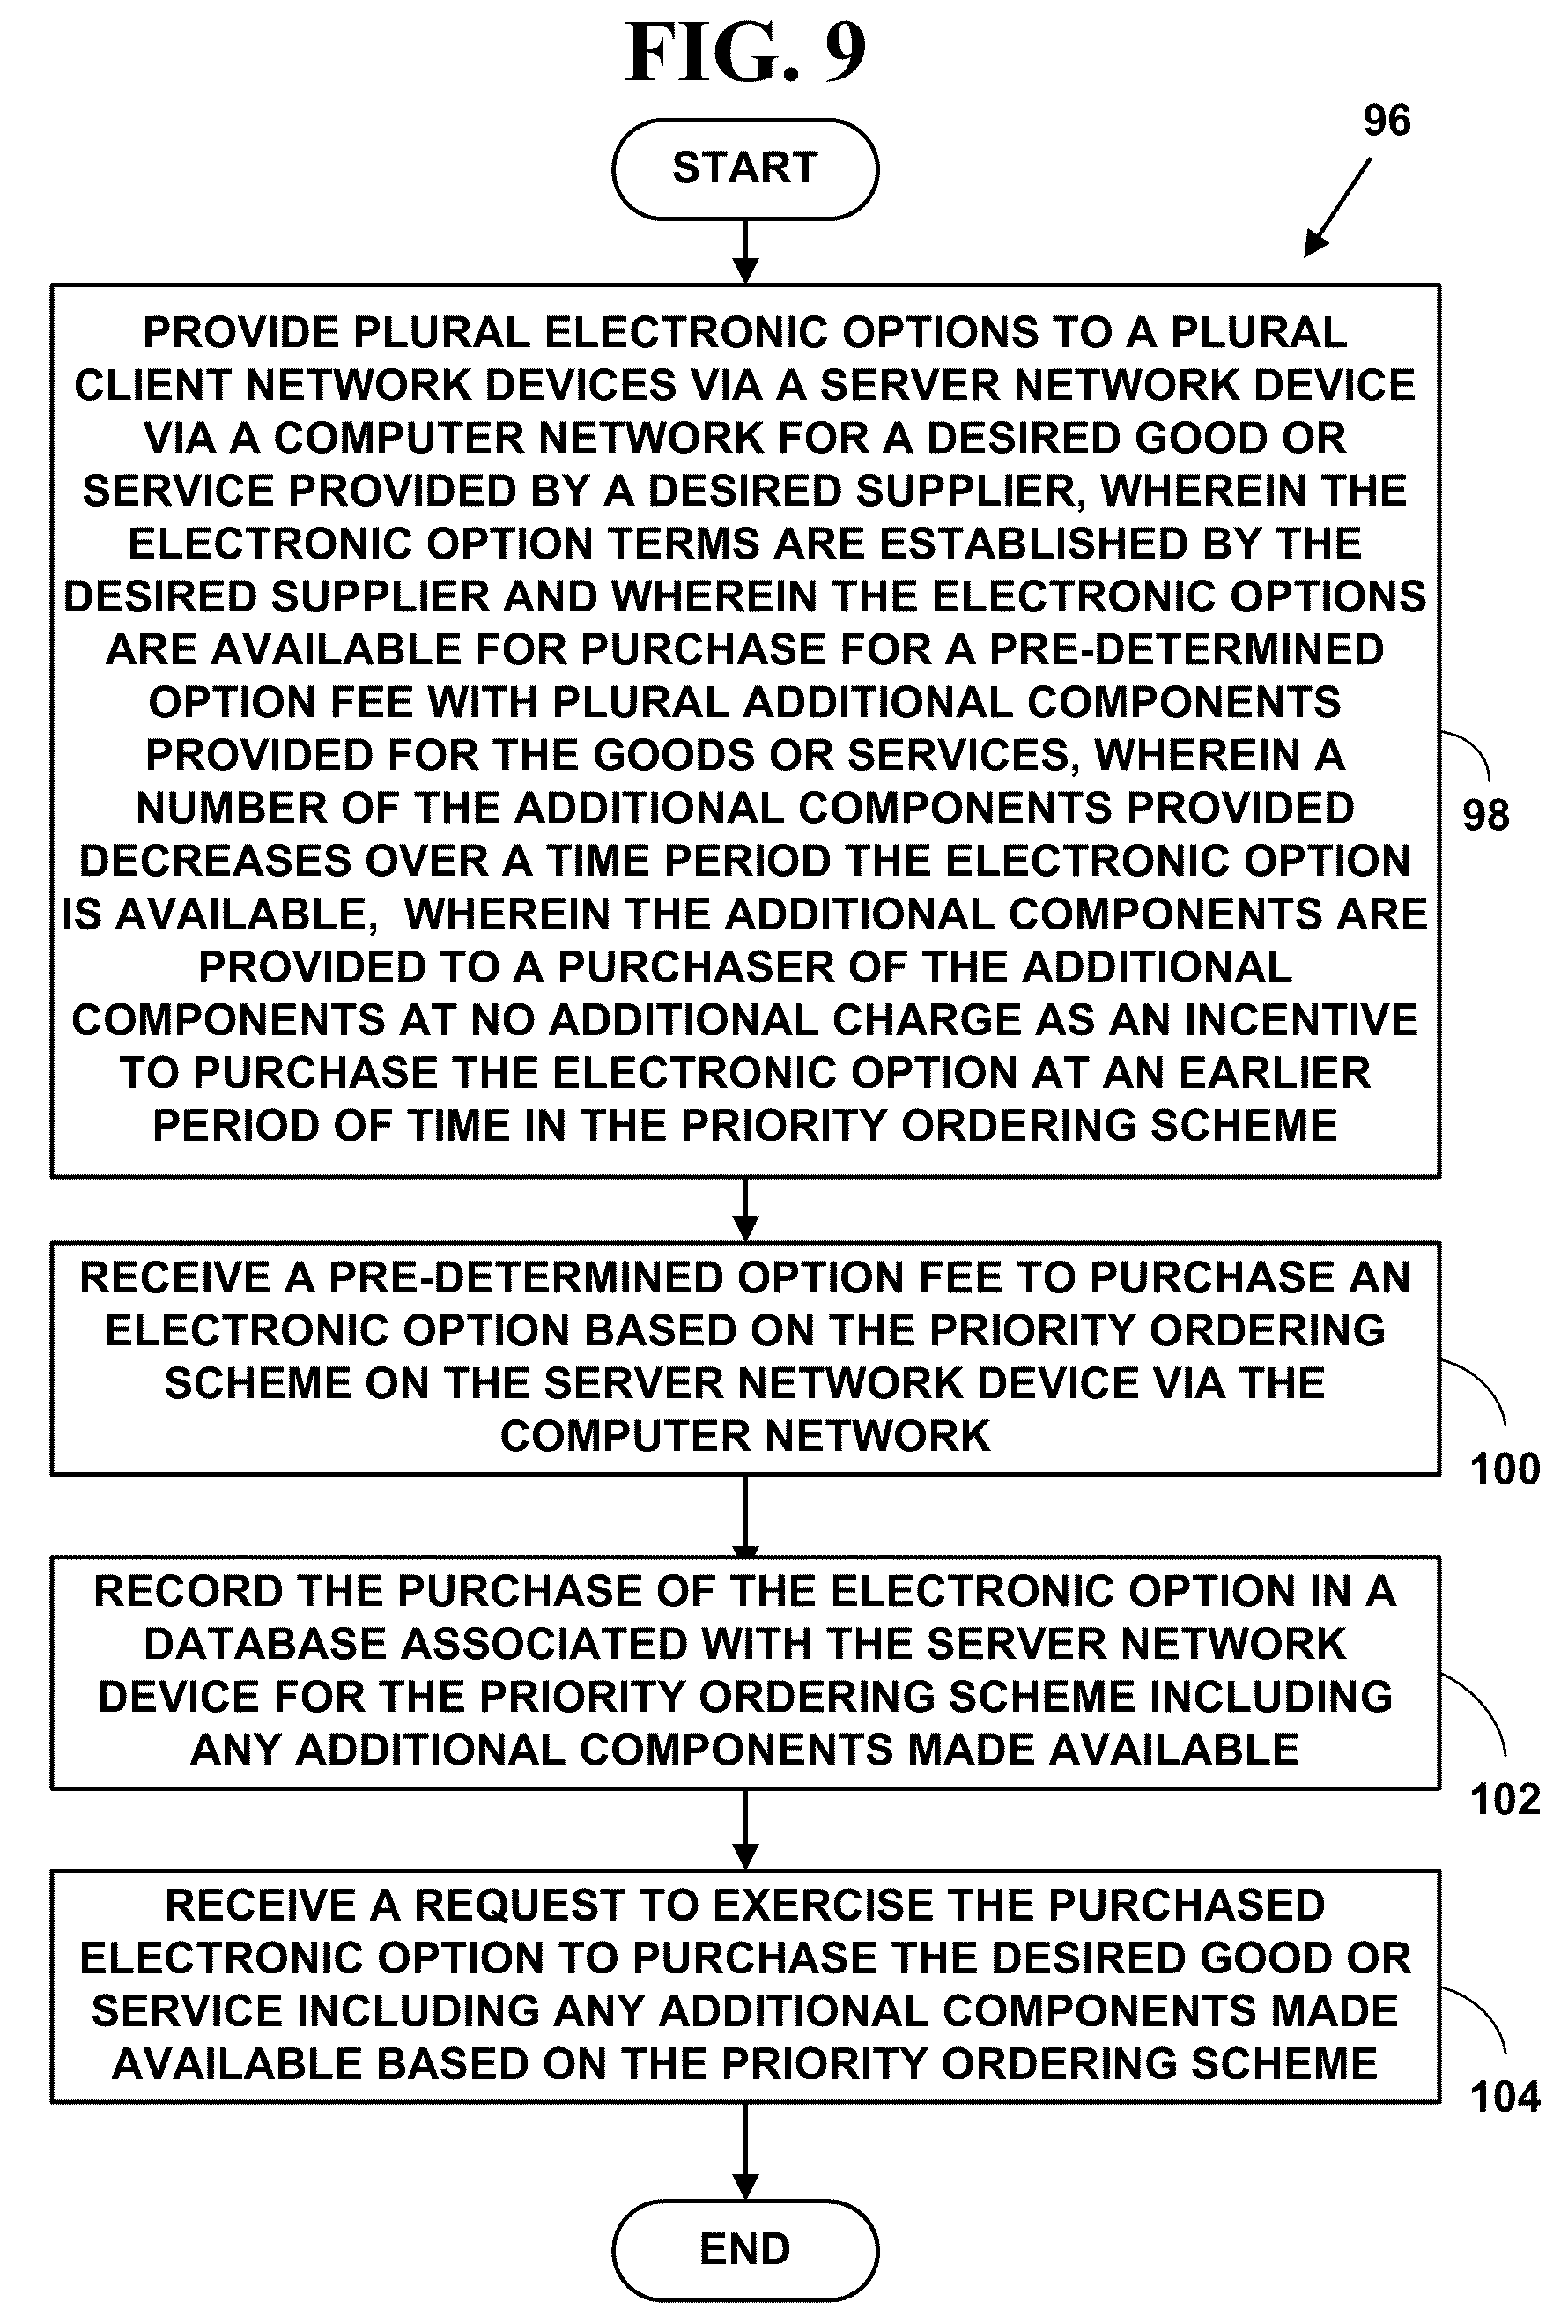 FIG. 9
96
START
PROVIDE PLURAL ELECTRONIC OPTIONS TO A PLURAL
CLIENT NETWORK DEVICES VIA A SERVER NETWORK DEVICE
VIA A COMPUTER NETWORK FOR A DESIRED GOOD OR
SERVICE PROVIDED BY A DESIRED SUPPLIER, WHEREIN THE
ELECTRONIC OPTION TERMS ARE ESTABLISHED BY THE
DESIRED SUPPLIER AND WHEREIN THE ELECTRONIC OPTIONS
ARE AVAILABLE FOR PURCHASE FOR A PRE-DETERMINED
OPTION FEE WITH PLURAL ADDITIONAL COMPONENTS
PROVIDED FOR THE GOODS OR SERVICES, WHEREIN A
NUMBER OF THE ADDITIONAL COMPONENTS PROVIDED
DECREASES OVER A TIME PERIOD THE ELECTRONIC OPTION
IS AVAILABLE, WHEREIN THE ADDITIONAL COMPONENTS ARE
PROVIDED TO A PURCHASER OF THE ADDITIONAL
COMPONENTS AT NO ADDITIONAL CHARGE AS AN INCENTIVE
TO PURCHASE THE ELECTRONIC OPTION AT AN EARLIER
PERIOD OF TIME IN THE PRIORITY ORDERING SCHEME
98
RECEIVE A PRE-DETERMINED OPTION FEE TO PURCHASE AN
ELECTRONIC OPTION BASED ON THE PRIORITY ORDERING
SCHEME ON THE SERVER NETWORK DEVICE VIA THE
COMPUTER NETWORK
100
RECORD THE PURCHASE OF THE ELECTRONIC OPTION IN A
DATABASE ASSOCIATED WITH THE SERVER NETWORK
DEVICE FOR THE PRIORITY ORDERING SCHEME INCLUDING
ANY ADDITIONAL COMPONENTS MADE AVAILABLE
102
RECEIVE A REQUEST TO EXERCISE THE PURCHASED
ELECTRONIC OPTION TO PURCHASE THE DESIRED GOOD OR
SERVICE INCLUDING ANY ADDITIONAL COMPONENTS MADE
AVAILABLE BASED ON THE PRIORITY ORDERING SCHEME
104
END